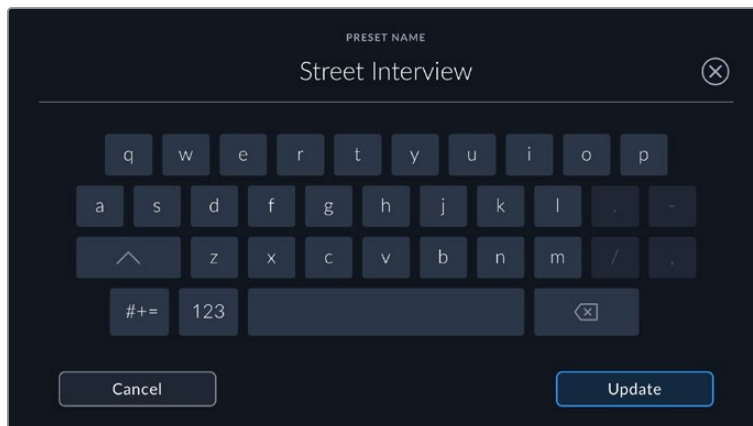 PRESET NAME
Street Interview
q w e r t y u i o p
a s d f g h j k l . -
z x c v b n m / ,
#+= 123
Cancel Update